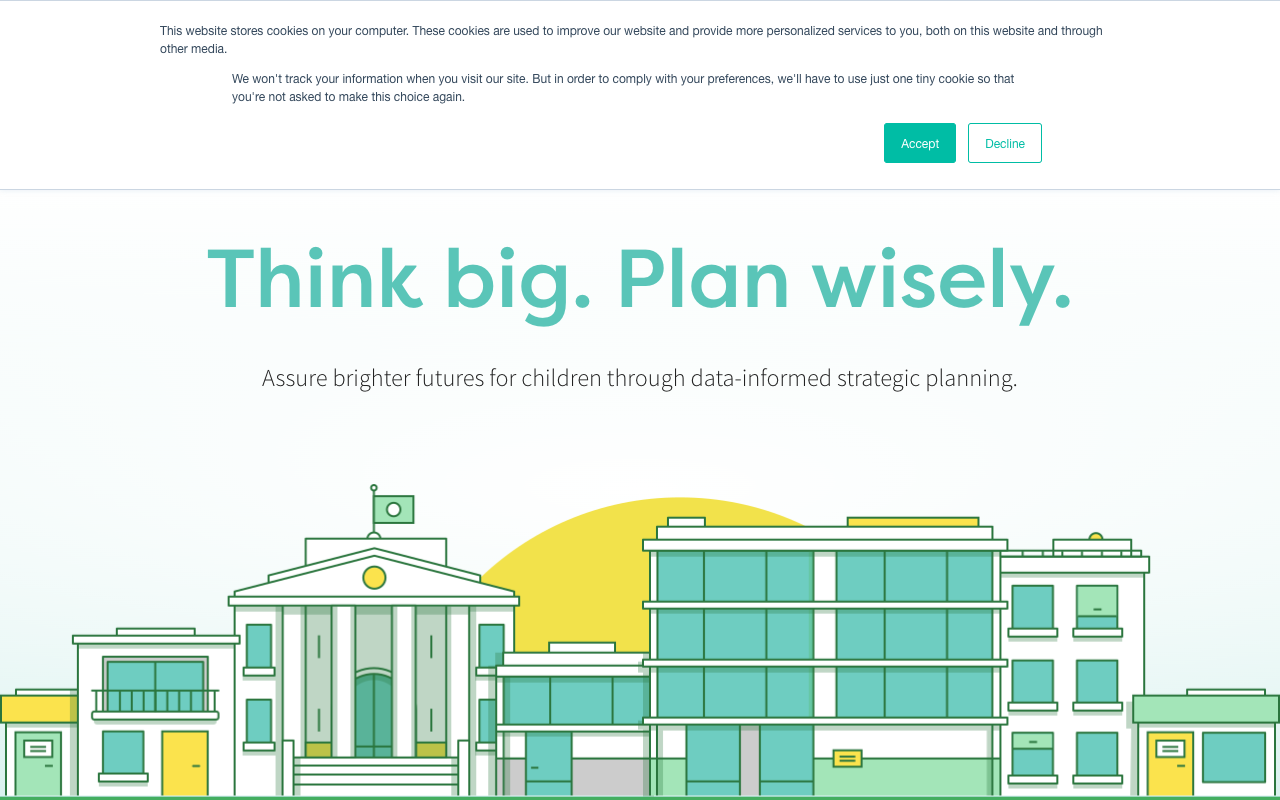 This website stores cookies on your computer. These cookies are used to improve our website and provide more personalized services to you, both on this website and through
other media.
We won't track your information when you visit our site. But in order to comply with your preferences, we'll have to use just one tiny cookie so that
you're not asked to make this choice again.
Accept
Decline
Think big. Plan wisely.
Assure brighter futures for children through data-informed strategic planning.